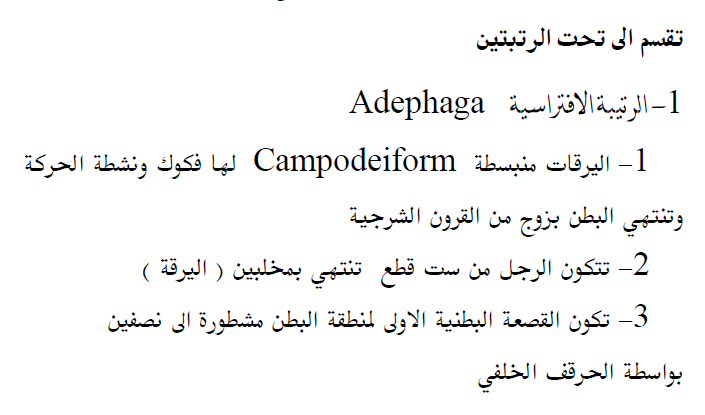 تقسم الى تحت الرتبتين
1- الرتيبة الافتراسية Adephaga
1- اليرقات منبسطة Campodeiform لها فكوك ونشطة الحركة
وتنتهي البطن بزوج من القرون الشرجية
2- تتكون الرجل من ست قطع تنتهي بمخلبين ( اليرقة )
3- تكون القصعة البطنية الاولى لمنطقة البطن مشطورة الى نصفين
بواسطة الحرقف الخلفي